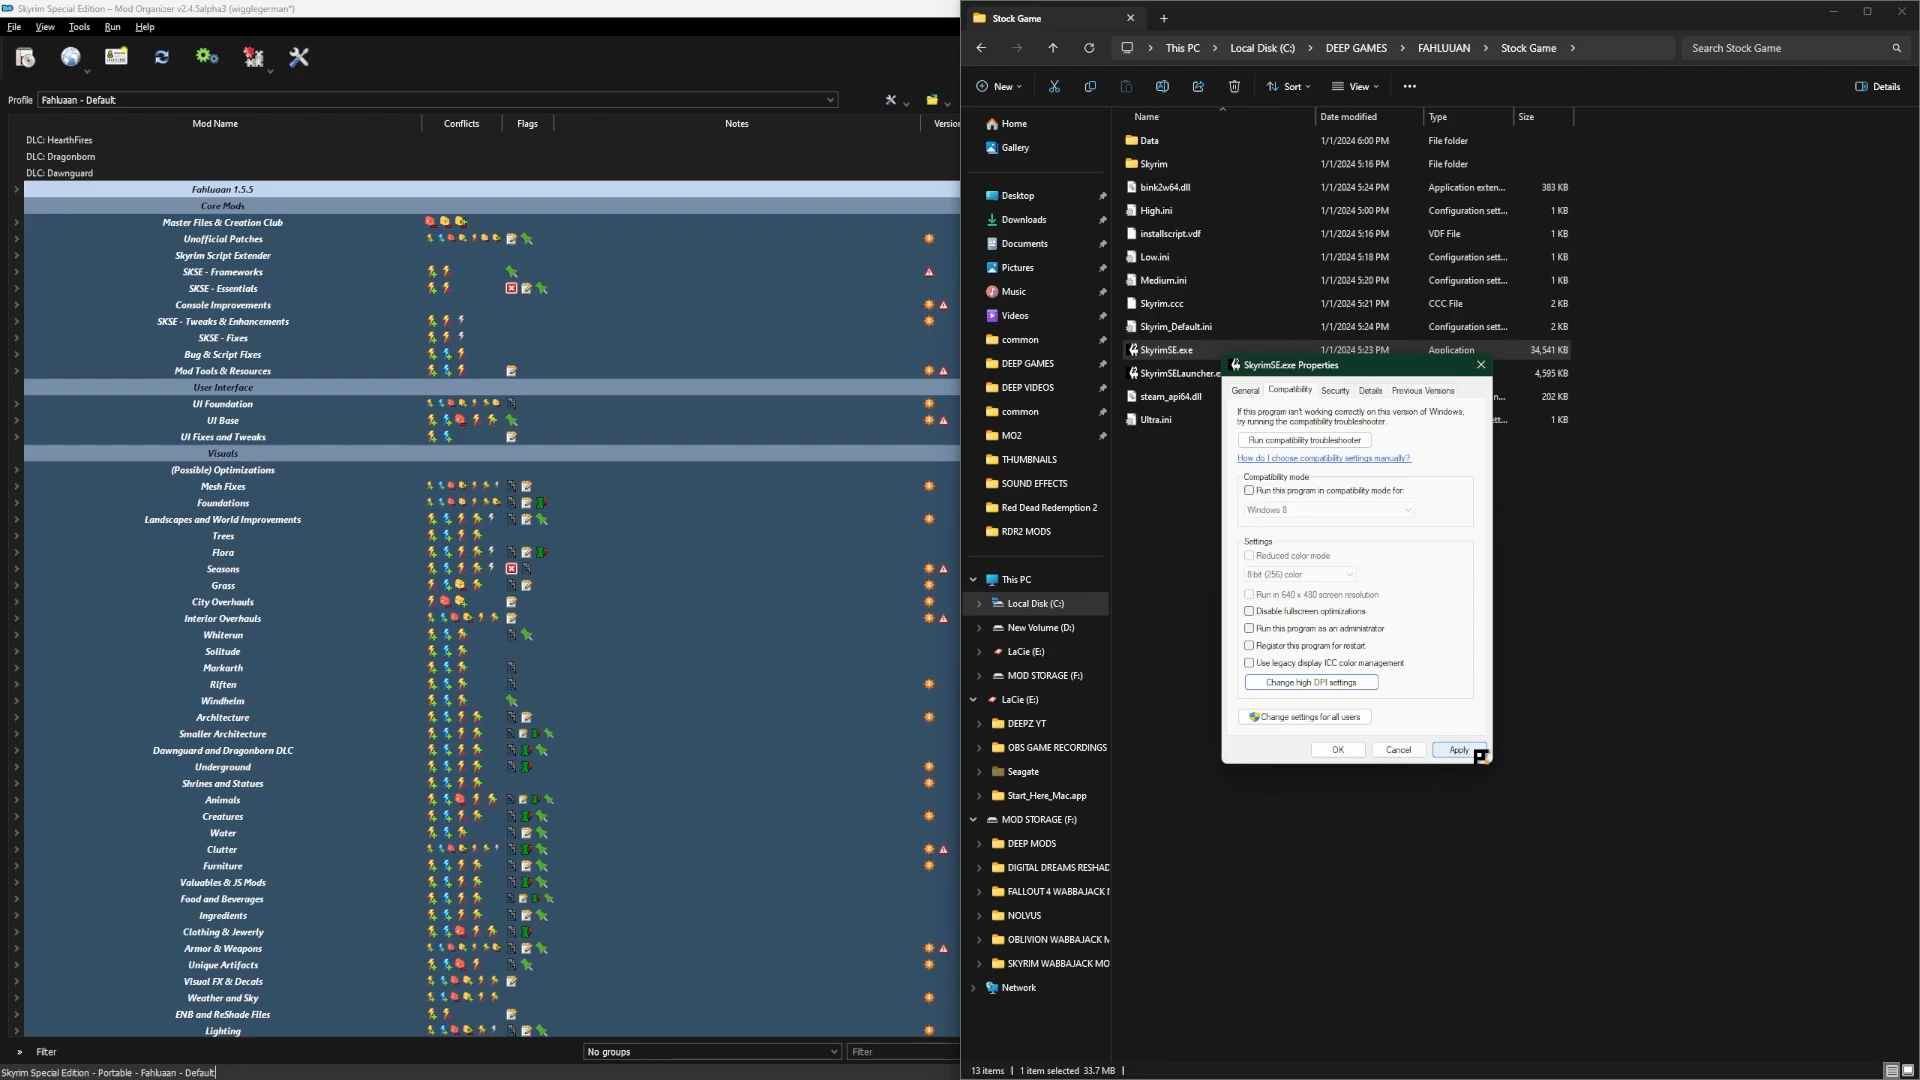 Skyrim Special Edition – Mod Organizer v2.4.5alpha3 (wigglegerman*)
File View Tools Run Help
Profile Fahluaan - Default
Mod Name Conflicts Flags Notes Version
DLC: HearthFires
DLC: Dragonborn
DLC: Dawnguard
Fahluaan 1.5.5
Core Mods
Master Files & Creation Club
Unofficial Patches
Skyrim Script Extender
SKSE - Frameworks
SKSE - Essentials
Console Improvements
SKSE - Tweaks & Enhancements
SKSE - Fixes
Bug & Script Fixes
Mod Tools & Resources
User Interface
UI Foundation
UI Base
UI Fixes and Tweaks
Visuals
(Possible) Optimizations
Mesh Fixes
Foundations
Landscapes and World Improvements
Trees
Flora
Seasons
Grass
City Overhauls
Interior Overhauls
Whiterun
Solitude
Markarth
Riften
Windhelm
Architecture
Smaller Architecture
Dawnguard and Dragonborn DLC
Underground
Shrines and Statues
Animals
Creatures
Water
Clutter
Furniture
Valuables & JS Mods
Food and Beverages
Ingredients
Clothing & Jewerly
Armor & Weapons
Unique Artifacts
Visual FX & Decals
Weather and Sky
ENB and ReShade Files
Lighting
» Filter No groups Filter
Skyrim Special Edition - Portable - Fahluaan - Default
Stock Game
This PC > Local Disk (C:) > DEEP GAMES > FAHLUUAN > Stock Game >
Search Stock Game
New Sort View ••• Details
Home
Gallery
Desktop
Downloads
Documents
Pictures
Music
Videos
common
DEEP GAMES
DEEP VIDEOS
common
MO2
THUMBNAILS
SOUND EFFECTS
Red Dead Redemption 2
RDR2 MODS
This PC
Local Disk (C:)
New Volume (D:)
LaCie (E:)
MOD STORAGE (F:)
LaCie (E:)
DEEPZ YT
OBS GAME RECORDINGS
Seagate
Start_Here_Mac.app
MOD STORAGE (F:)
DEEP MODS
DIGITAL DREAMS RESHAD
FALLOUT 4 WABBAJACK
NOLVUS
OBLIVION WABBAJACK
SKYRIM WABBAJACK MO
Network
Name Date modified Type Size
Data 1/1/2024 6:00 PM File folder
Skyrim 1/1/2024 5:16 PM File folder
bink2w64.dll 1/1/2024 5:24 PM Application exten... 383 KB
High.ini 1/1/2024 5:00 PM Configuration sett... 1 KB
installscript.vdf 1/1/2024 5:16 PM VDF File 1 KB
Low.ini 1/1/2024 5:18 PM Configuration sett... 1 KB
Medium.ini 1/1/2024 5:20 PM Configuration sett... 1 KB
Skyrim.ccc 1/1/2024 5:21 PM CCC File 2 KB
Skyrim_Default.ini 1/1/2024 5:24 PM Configuration sett... 2 KB
SkyrimSE.exe 1/1/2024 5:23 PM Application 34,541 KB
SkyrimSELauncher.e 4,595 KB
steam_api64.dll n... 202 KB
Ultra.ini ett... 1 KB
SkyrimSE.exe Properties
General Compatibility Security Details Previous Versions
If this program isn't working correctly on this version of Windows,
try running the compatibility troubleshooter.
Run compatibility troubleshooter
How do I choose compatibility settings manually?
Compatibility mode
Run this program in compatibility mode for:
Windows 8
Settings
Reduced color mode
8-bit (256) color
Run in 640 x 480 screen resolution
Disable fullscreen optimizations
Run this program as an administrator
Register this program for restart
Use legacy display ICC color management
Change high DPI settings
Change settings for all users
OK Cancel Apply
13 items 1 item selected 33.7 MB